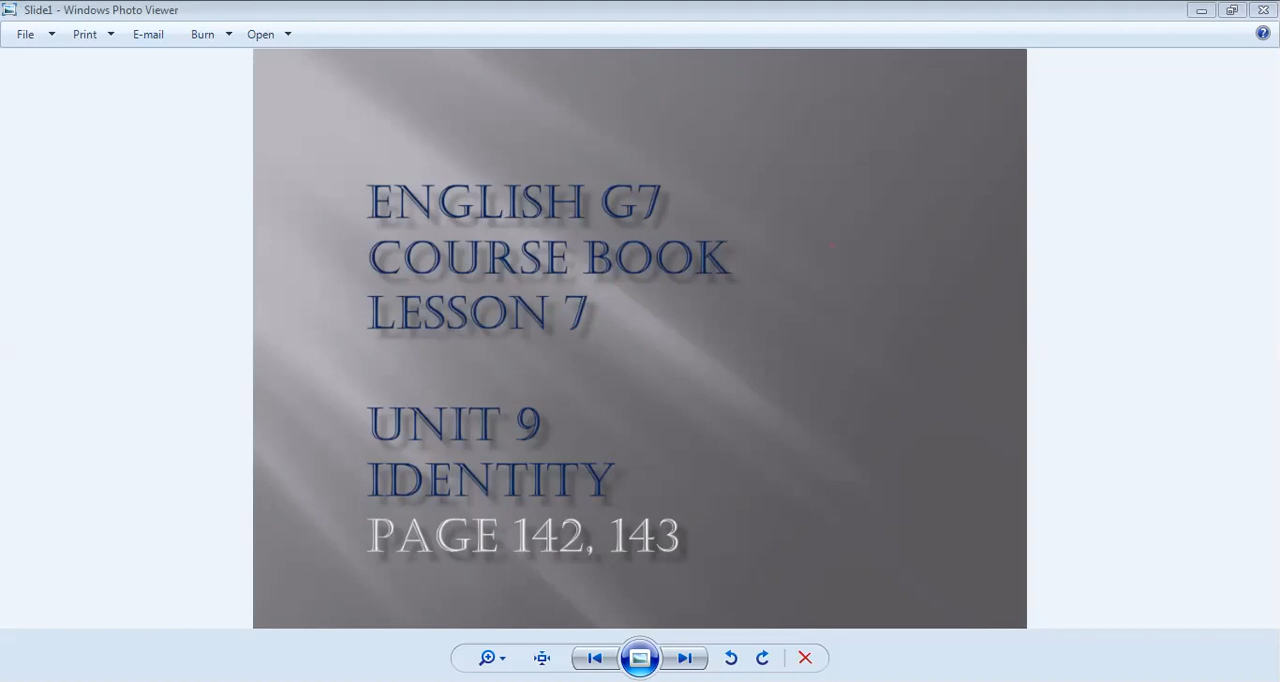 Slide1 - Windows Photo Viewer
File Print E-mail Burn Open
ENGLISH G7
COURSE BOOK
LESSON 7
UNIT 9
IDENTITY
PAGE 142, 143